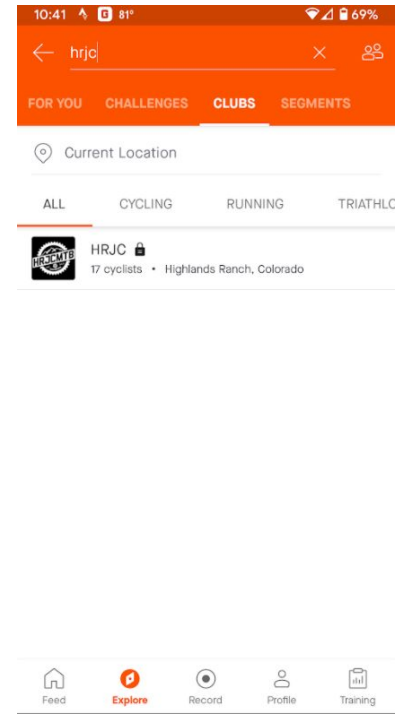 10:41 G 81° 69%
hrjc
FOR YOU CHALLENGES CLUBS SEGMENTS
Current Location
ALL CYCLING RUNNING TRIATHLO
HRJCMTB
HRJC
17 cyclists • Highlands Ranch, Colorado
Feed Explore Record Profile Training